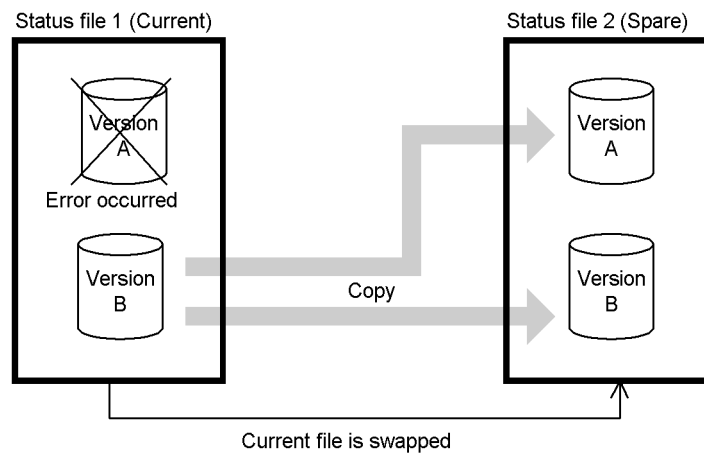 Status file 1 (Current)
Status file 2 (Spare)
Version
A
Error occurred
Version
B
Copy
Version
A
Version
B
Current file is swapped